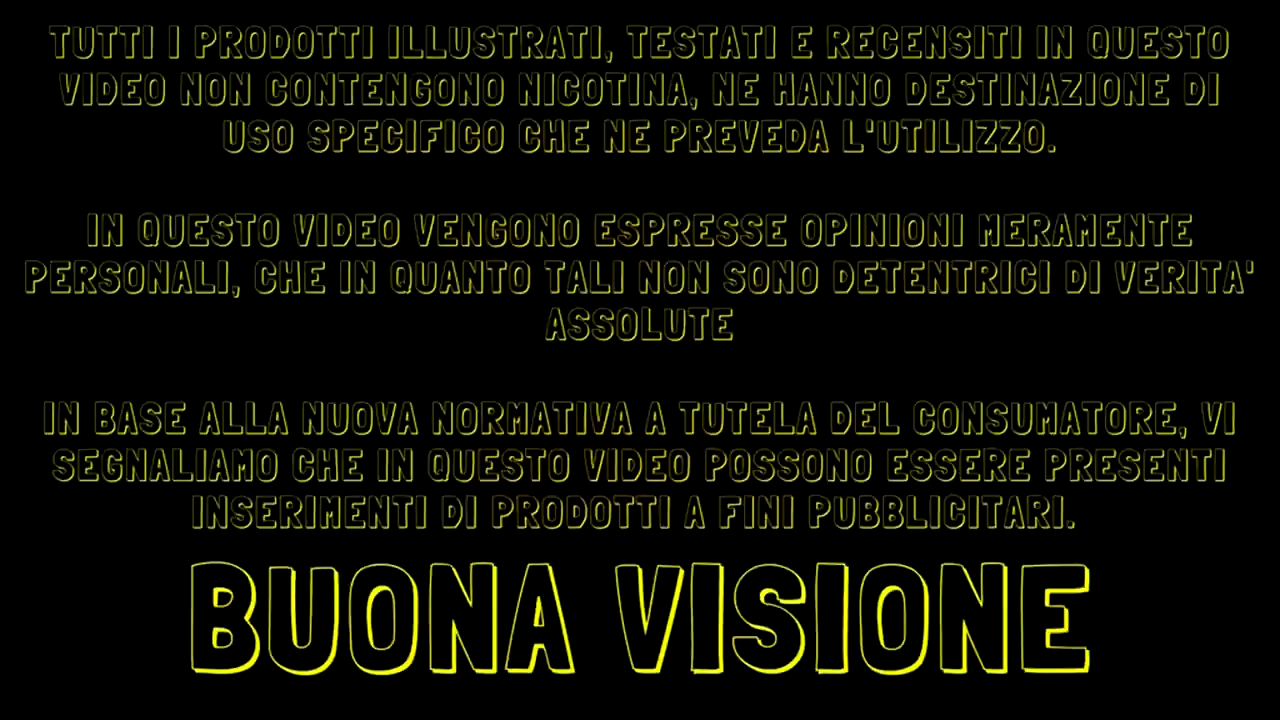 TUTTI I PRODOTTI ILLUSTRATI, TESTATI E RECENSITI IN QUESTO
VIDEO NON CONTENGONO NICOTINA, NE HANNO DESTINAZIONE DI
USO SPECIFICO CHE NE PREVEDA L'UTILIZZO.
IN QUESTO VIDEO VENGONO ESPRESSE OPINIONI MERAMENTE
PERSONALI, CHE IN QUANTO TALI NON SONO DETENTRICI DI VERITA'
ASSOLUTE
IN BASE ALLA NUOVA NORMATIVA A TUTELA DEL CONSUMATORE, VI
SEGNALIAMO CHE IN QUESTO VIDEO POSSONO ESSERE PRESENTI
INSERIMENTI DI PRODOTTI A FINI PUBBLICITARI.
BUONA VISIONE